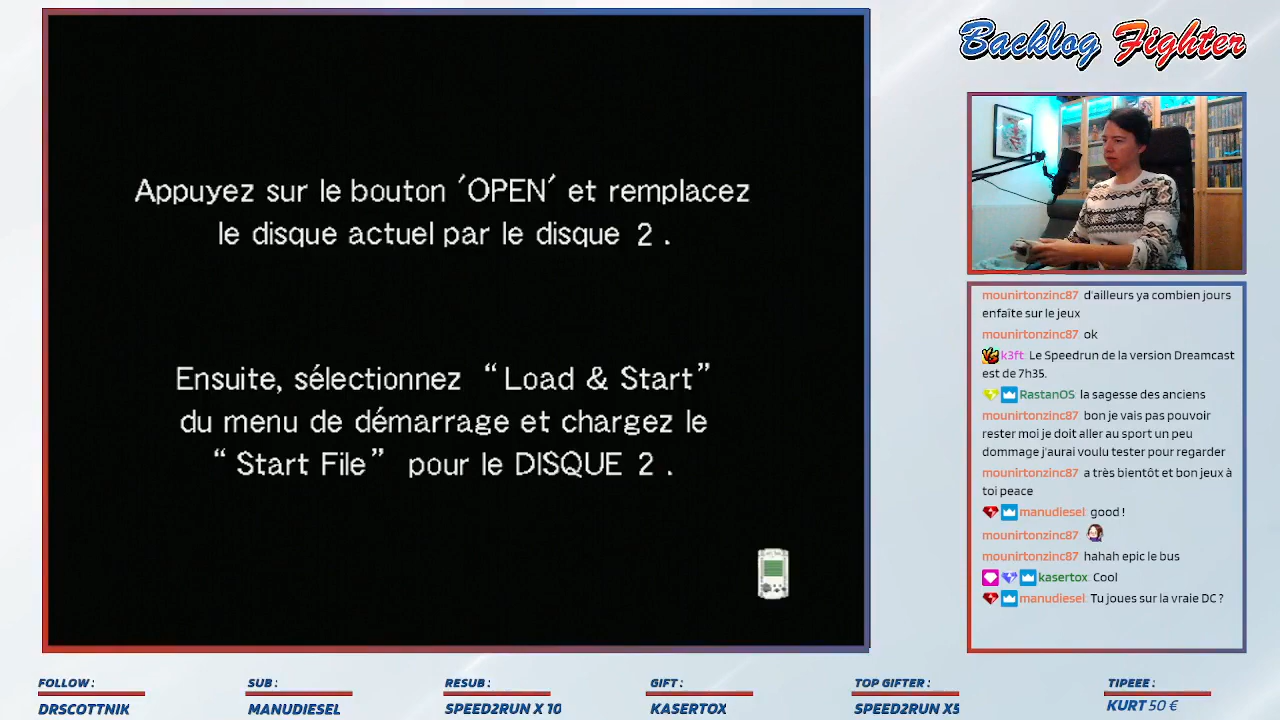 Backlog Fighter
Appuyez sur le bouton 'OPEN' et remplacez
le disque actuel par le disque 2 .
Ensuite, sélectionnez “Load & Start”
du menu de démarrage et chargez le
“Start File” pour le DISQUE 2 .
mounirtonzinc87 d'ailleurs ya combien jours
enfaite sur le jeux
mounirtonzinc87 ok
k3ft: Le Speedrun de la version Dreamcast
est de 7h35.
RastanOS: la sagesse des anciens
mounirtonzinc87 bon je vais pas pouvoir
rester moi je doit aller au sport un peu
dommage j'aurai voulu tester pour regarder
mounirtonzinc87 a très bientôt et bon jeux à
toi peace
manudiesel: good !
mounirtonzinc87
mounirtonzinc87 hahah epic le bus
kasertox: Cool
manudiesel: Tu joues sur la vraie DC ?
FOLLOW :
DRSCOTTNIK
SUB :
MANUDIESEL
RESUB :
SPEED2RUN X 10
GIFT :
KASERTOX
TOP GIFTER :
SPEED2RUN X5
TIPEEE :
KURT 50 €